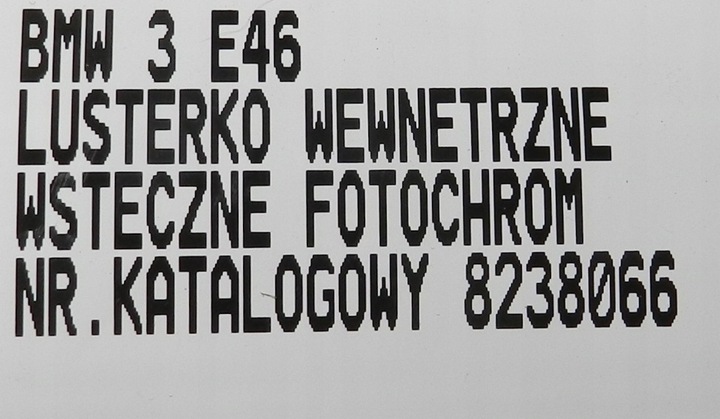 BMW 3 E46
LUSTERKO WEWNETRZNE
WSTECZNE FOTOCHROM
NR.KATALOGOWY 8238066